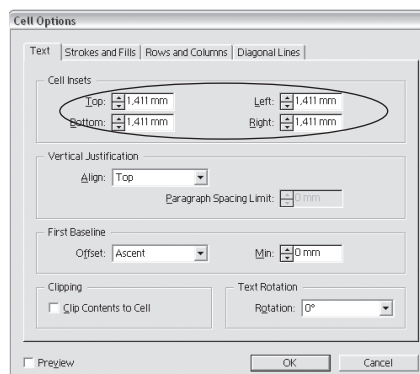 Cell Options
Text Strokes and Fills Rows and Columns Diagonal Lines
Cell Insets
Top: 1,411 mm Left: 1,411 mm
Bottom: 1,411 mm Right: 1,411 mm
Vertical Justification
Align: Top
Paragraph Spacing Limit: 0 mm
First Baseline
Offset: Ascent Min: 0 mm
Clipping Text Rotation
Clip Contents to Cell Rotation: 0°
Preview OK Cancel